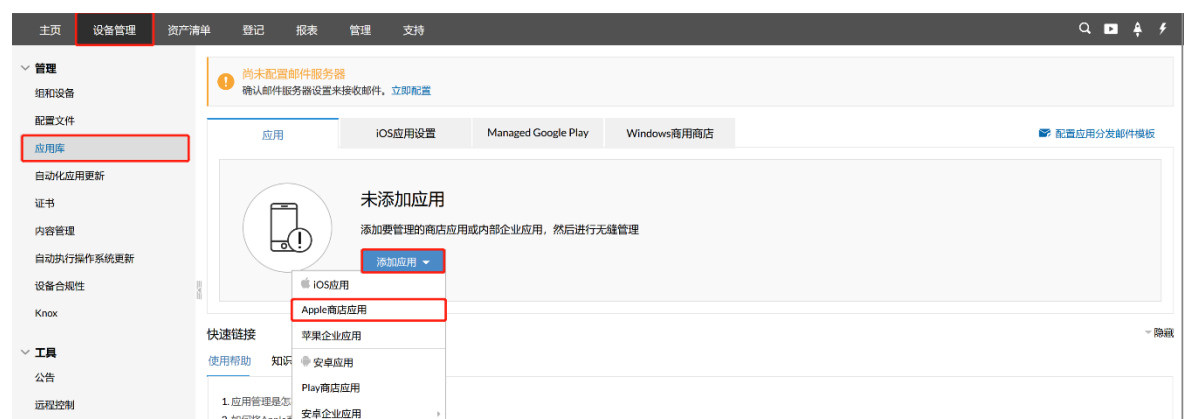 主页 设备管理 资产清单 登记 报表 管理 支持
管理
组和设备
配置文件
应用库
自动化应用更新
证书
内容管理
自动执行操作系统更新
设备合规性
Knox
工具
公告
远程控制
尚未配置邮件服务器
确认邮件服务器设置来接收邮件。立即配置
应用 iOS应用设置 Managed Google Play Windows商用商店 配置应用分发邮件模板
未添加应用
添加要管理的商店应用或内部企业应用，然后进行无缝管理
添加应用
iOS应用
Apple商店应用
苹果企业应用
安卓应用
Play商店应用
安卓企业应用
快速链接 隐藏
使用帮助 知识
1. 应用管理是怎